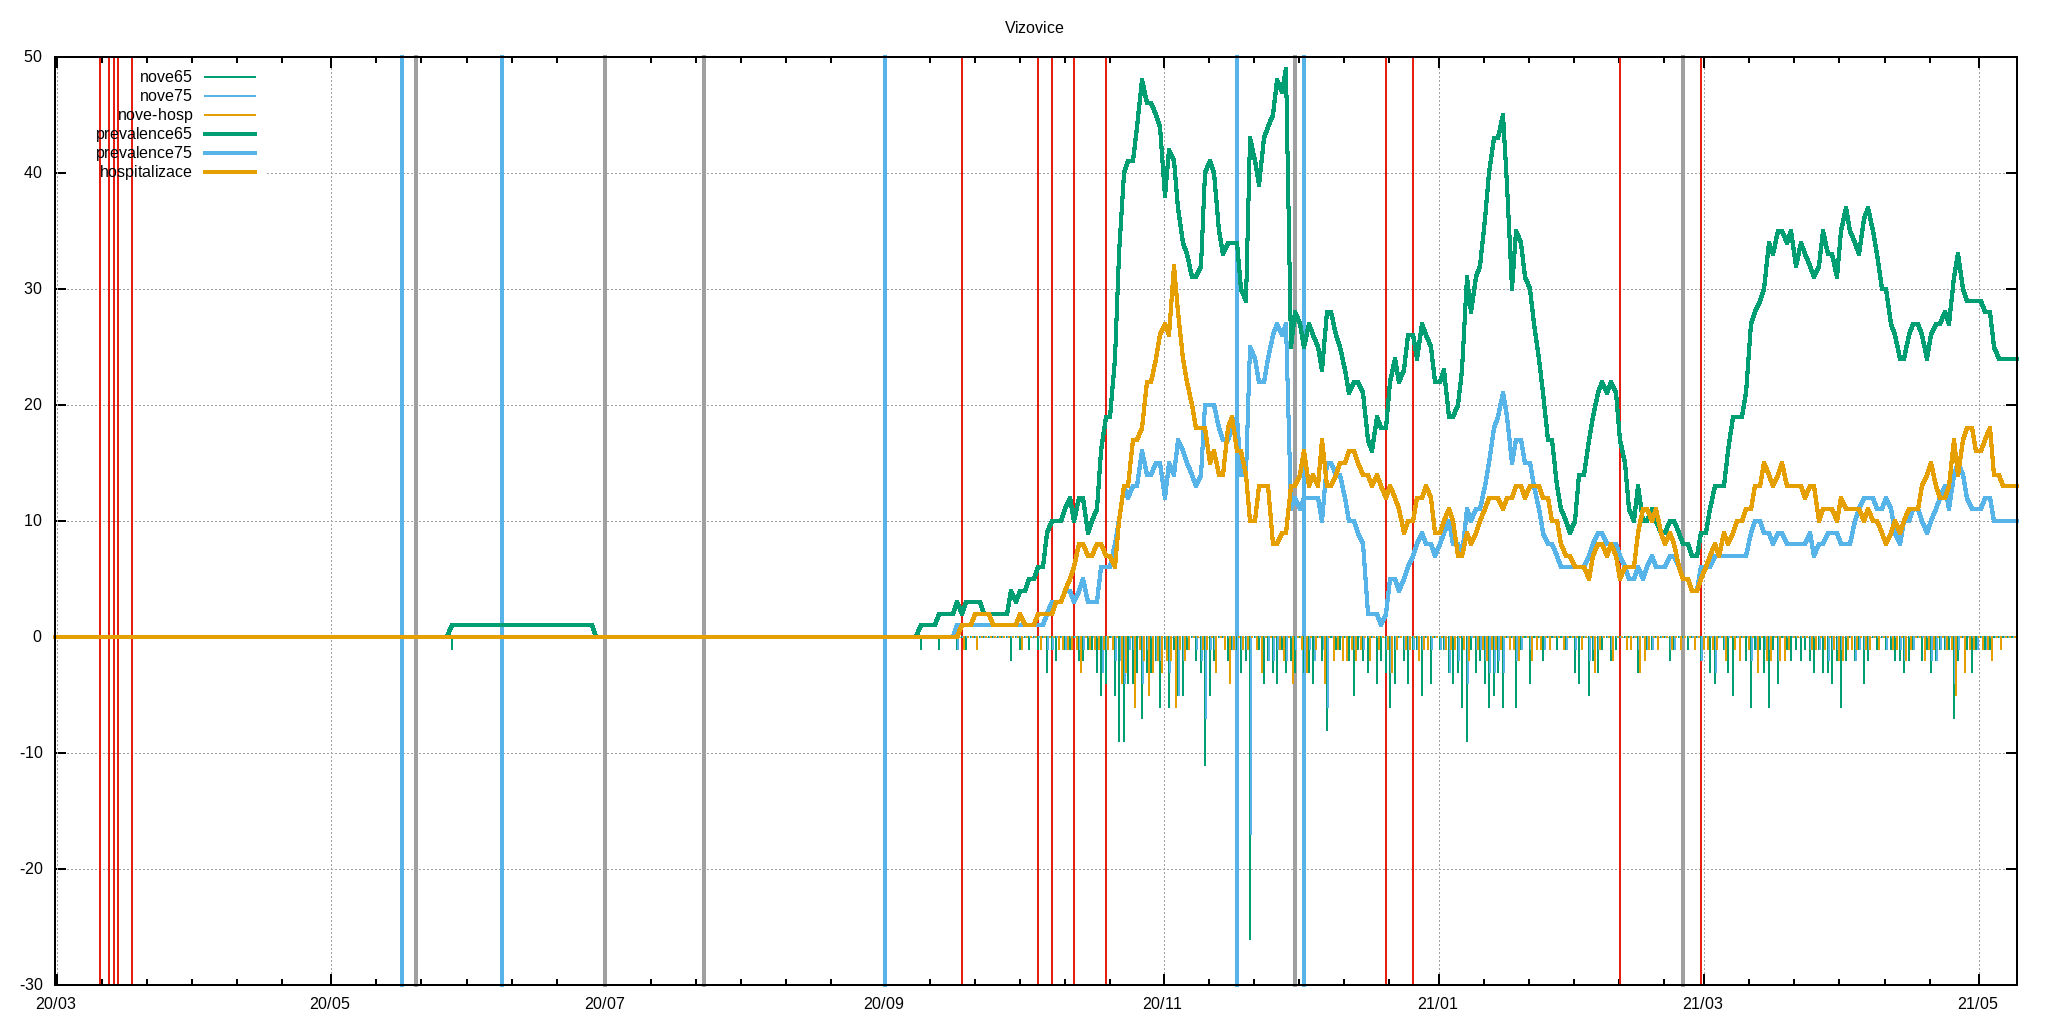 Vizovice
50
40
30
20
10
0
-10
-20
-30
nove65
nove75
nove-hosp
prevalence65
prevalence75
hospitalizace
20/03 20/05 20/07 20/09 20/11 21/01 21/03 21/05